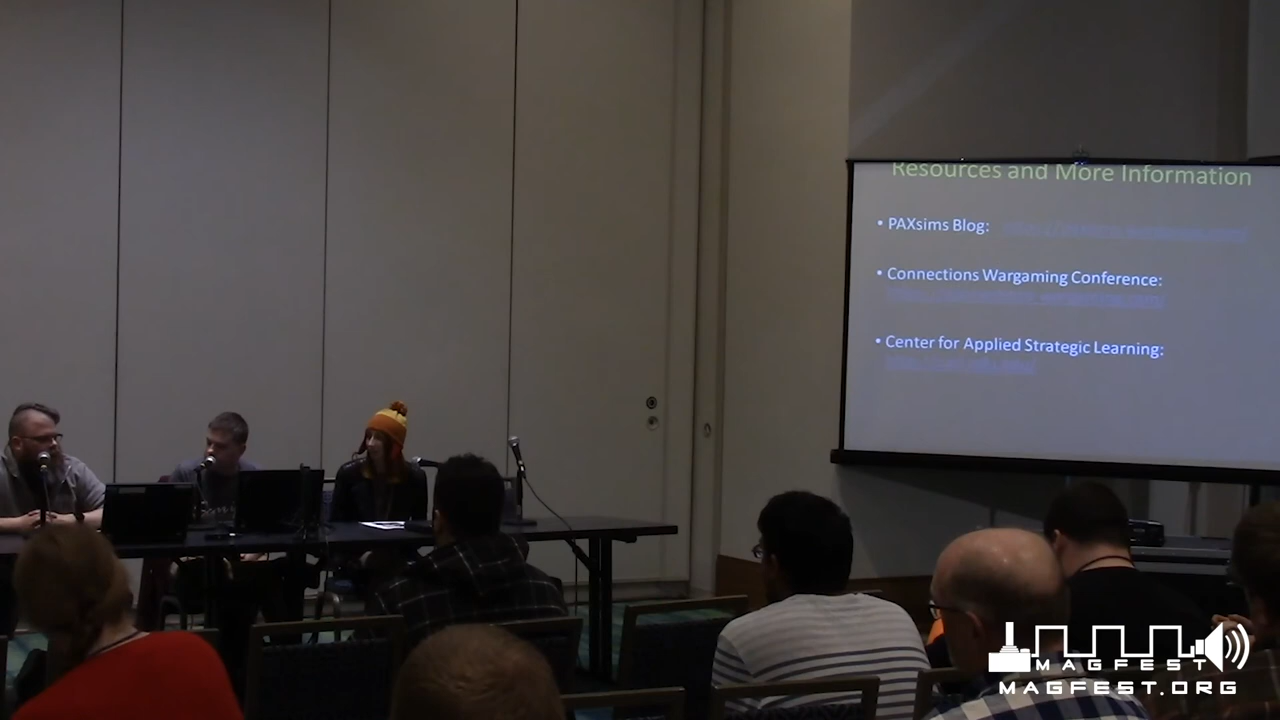 Resources and More Information
• PAXsims Blog:
• Connections Wargaming Conference:
• Center for Applied Strategic Learning:
MAGFEST
MAGFEST.ORG